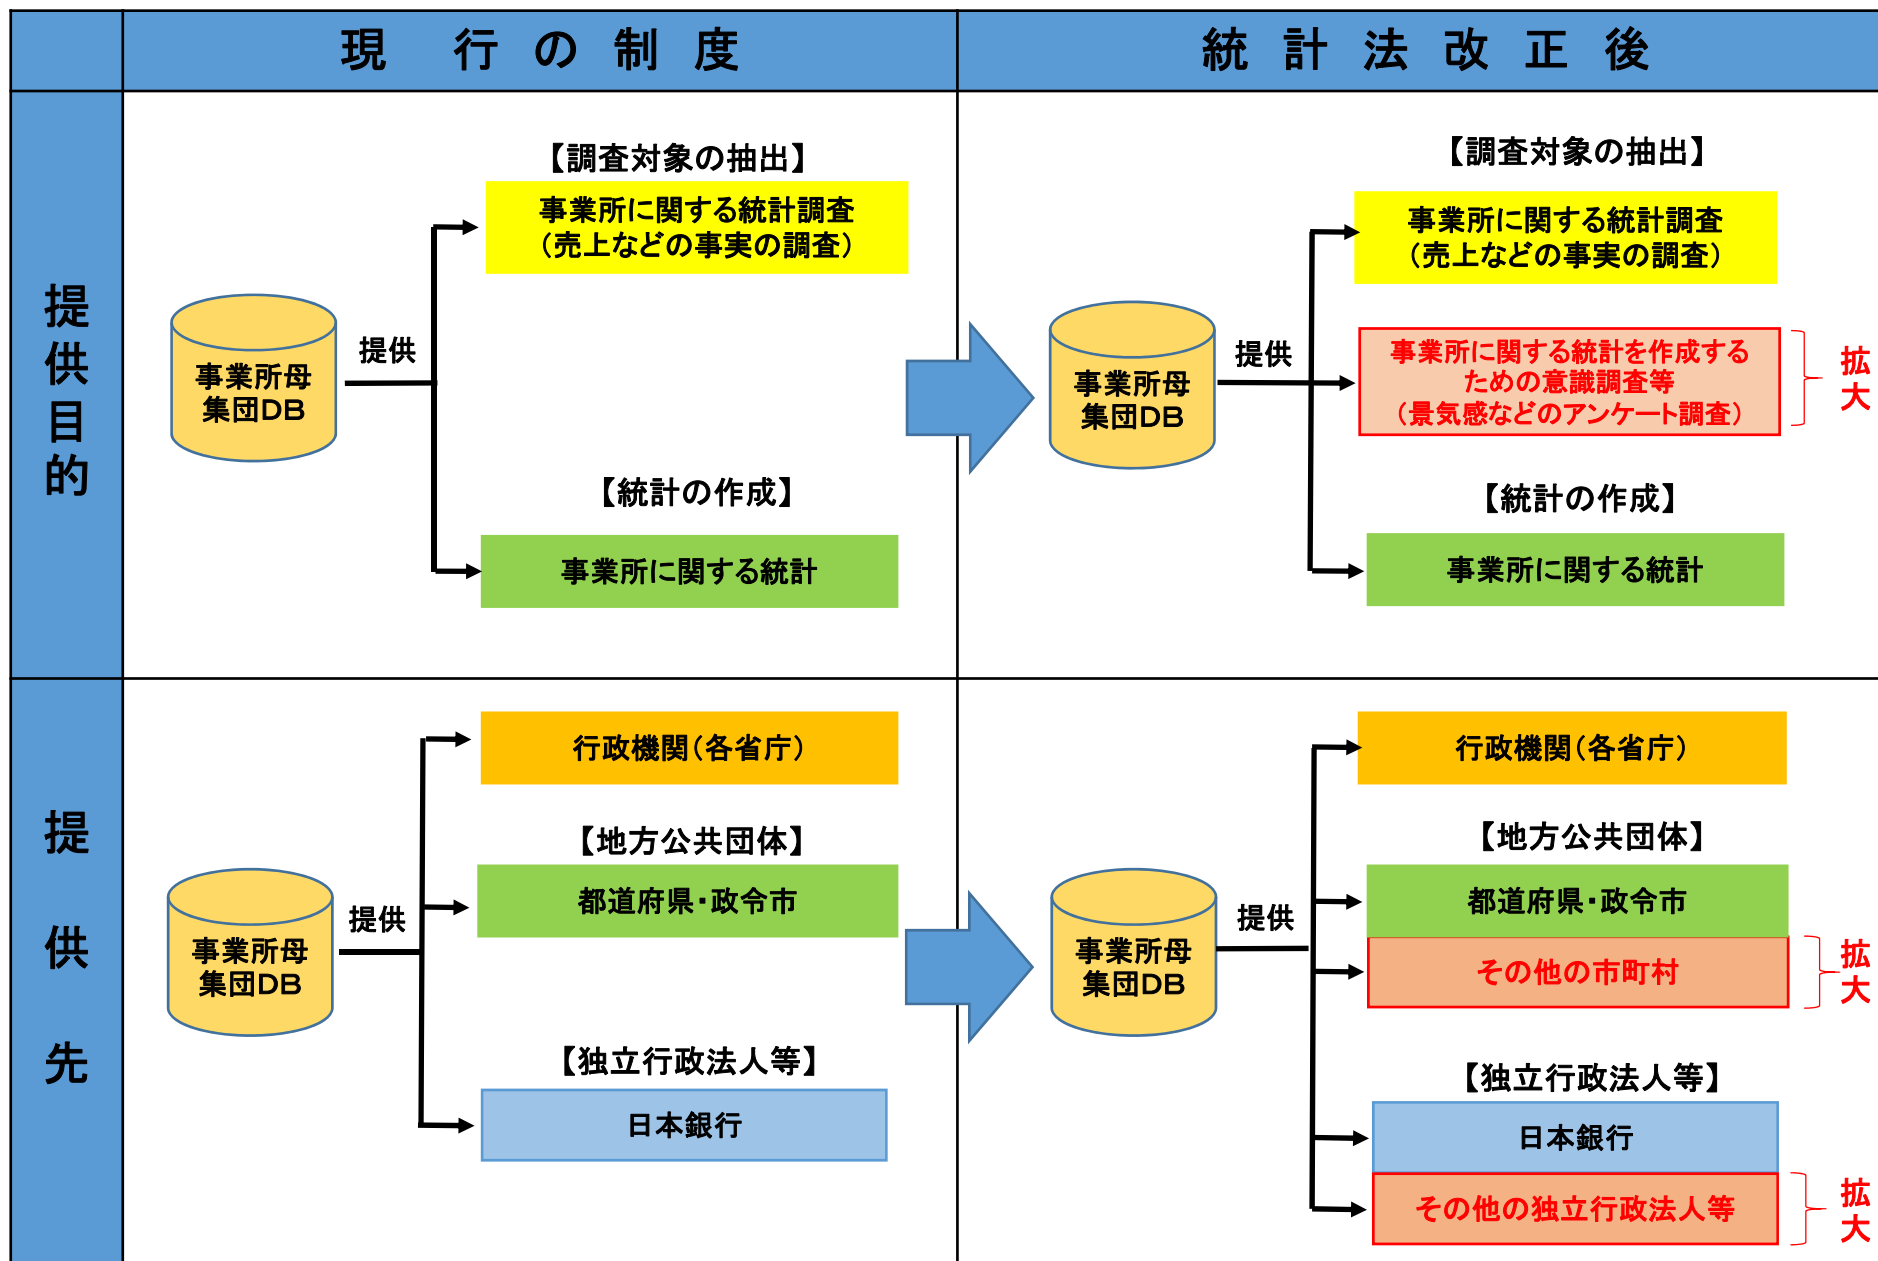 現行の制度
統計法改正後
提供目的
【調査対象の抽出】
事業所に関する統計調査
（売上などの事実の調査）
提供
事業所母
集団DB
【統計の作成】
事業所に関する統計
【調査対象の抽出】
事業所に関する統計調査
（売上などの事実の調査）
提供
事業所母
集団DB
事業所に関する統計を作成する
ための意識調査等
（景気感などのアンケート調査）
拡大
【統計の作成】
事業所に関する統計
提供先
行政機関（各省庁）
【地方公共団体】
都道府県・政令市
提供
事業所母
集団DB
【独立行政法人等】
日本銀行
行政機関（各省庁）
【地方公共団体】
都道府県・政令市
提供
事業所母
集団DB
その他の市町村
拡大
【独立行政法人等】
日本銀行
その他の独立行政法人等
拡大